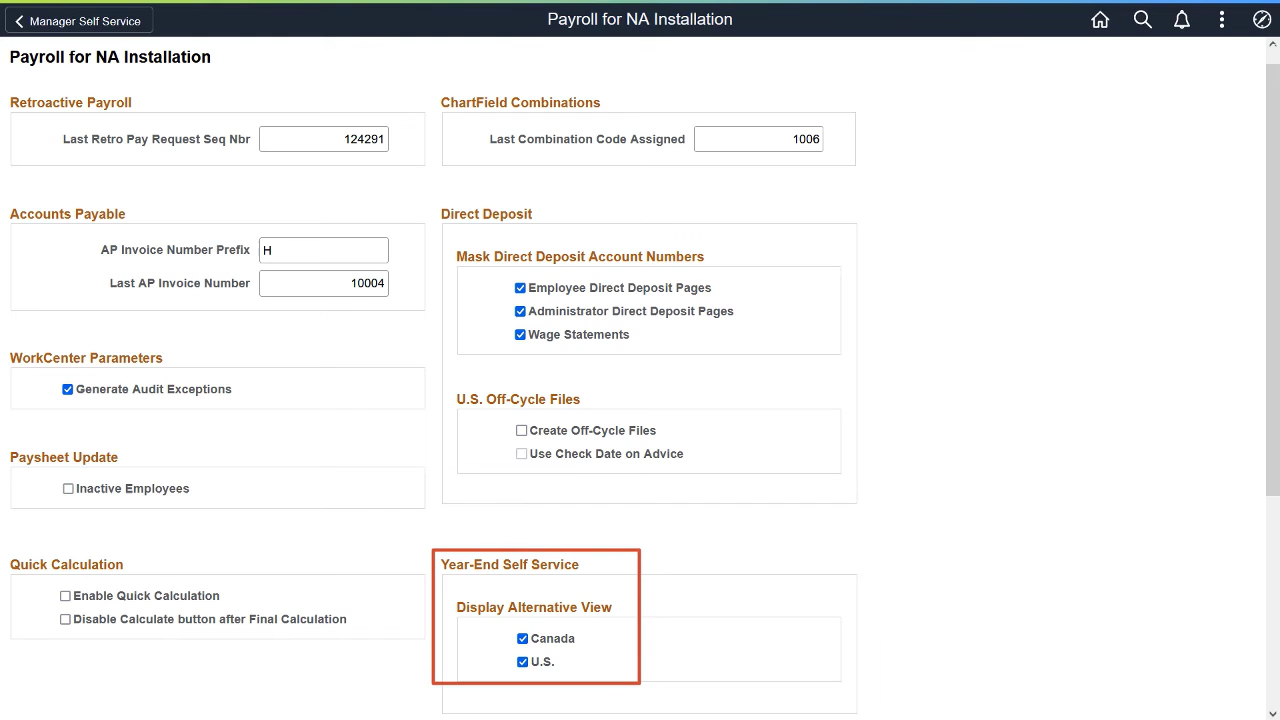 Manager Self Service
Payroll for NA Installation
Payroll for NA Installation
Retroactive Payroll
Last Retro Pay Request Seq Nbr 124291
ChartField Combinations
Last Combination Code Assigned 1006
Accounts Payable
AP Invoice Number Prefix H
Last AP Invoice Number 10004
Direct Deposit
Mask Direct Deposit Account Numbers
Employee Direct Deposit Pages
Administrator Direct Deposit Pages
Wage Statements
WorkCenter Parameters
Generate Audit Exceptions
U.S. Off-Cycle Files
Create Off-Cycle Files
Use Check Date on Advice
Paysheet Update
Inactive Employees
Quick Calculation
Enable Quick Calculation
Disable Calculate button after Final Calculation
Year-End Self Service
Display Alternative View
Canada
U.S.